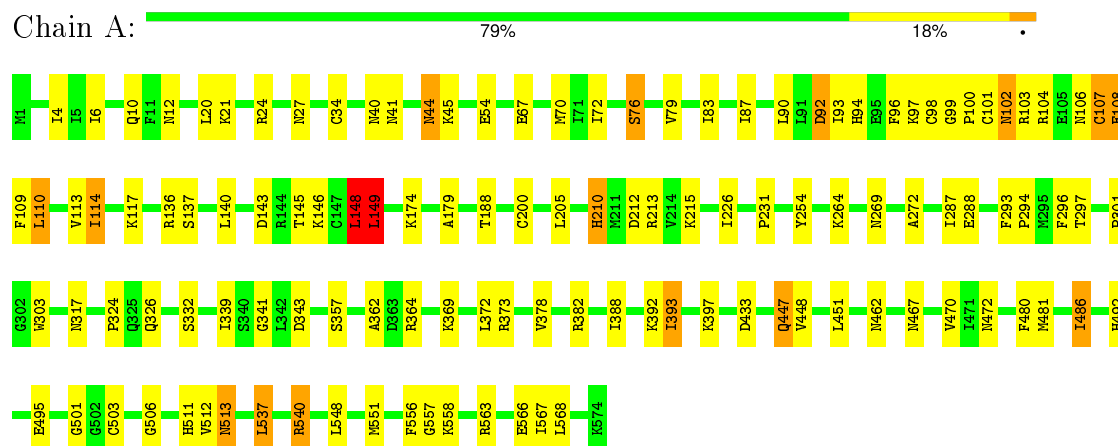 Chain A:
79% 18% •
M1 I4 I5 I6 Q10 F11 N12 L20 K21 R24 N27 C34 N40 N41 N44 K45 E54 E67 M70 I71 I72 S76 V79 I83 I87 L90 L91 D92 I93 H94 E95 F96 K97 C98 G99 P100 C101 N102 R103 R104 E105 N106 C107
F109 L110 V113 I114 K117 R136 S137 L140 D143 R144 T145 K146 C147 L148 L149 K174 A179 T188 C200 L205 H210 M211 D212 R213 V214 K215 I226 P231 Y254 K264 N269 A272 I287 E288 F293 P294 M295 F296 T297
G302 W303 N317 P324 Q325 Q326 S332 I339 S340 G341 L342 D343 S357 A362 D363 R364 K369 L372 R373 V378 R382 I388 K392 I393 K397 D433 Q447 V448 L451 N462 N467 V470 I471 N472 F480 M481 I486 H492
E495 G501 G502 C503 G506 H511 V512 N513 L537 R540 L548 M551 F556 G557 K558 R563 E566 I567 L568 K574